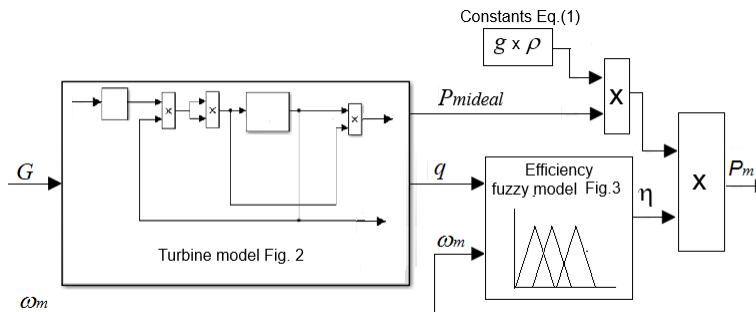 Constants Eq.(1)
g x ρ
Pmideal
x
x
x
x
x
G
q
Efficiency
fuzzy model Fig.3
η
x
Pm
ωm
Turbine model Fig. 2
ωm